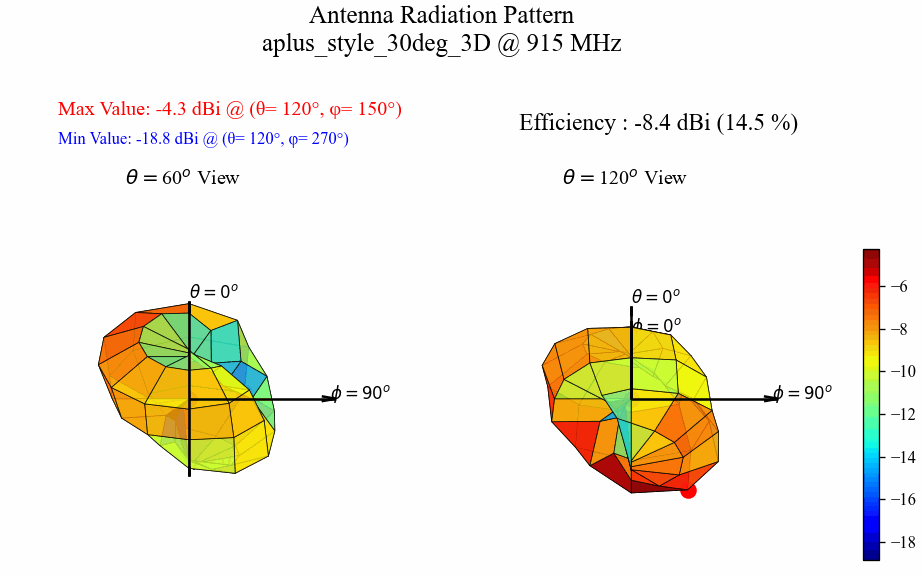 Antenna Radiation Pattern
aplus_style_30deg_3D @ 915 MHz
Max Value: -4.3 dBi @ (θ= 120°, φ= 150°)
Min Value: -18.8 dBi @ (θ= 120°, φ= 270°)
Efficiency : -8.4 dBi (14.5 %)
θ = 60° View
θ = 120° View
θ = 0°
ϕ = 90°
θ = 0°
ϕ = 0°
ϕ = 90°
−6
−8
−10
−12
−14
−16
−18